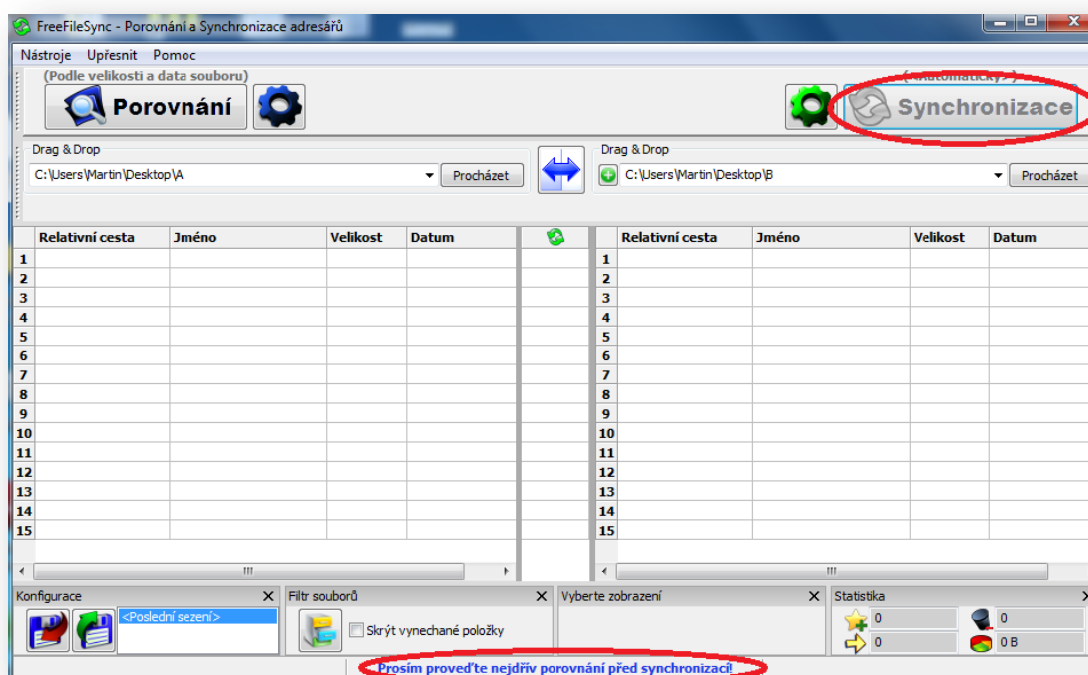 FreeFileSync - Porovnání a Synchronizace adresářů
Nástroje Upřesnit Pomoc
(Podle velikosti a data souboru)
(<Automaticky>)
Porovnání
Synchronizace
Drag & Drop
Drag & Drop
C:\Users\Martin\Desktop\A
Procházet
C:\Users\Martin\Desktop\B
Procházet
Relativní cesta Jméno Velikost Datum
Relativní cesta Jméno Velikost Datum
1 1
2 2
3 3
4 4
5 5
6 6
7 7
8 8
9 9
10 10
11 11
12 12
13 13
14 14
15 15
Konfigurace
Filtr souborů
Vyberte zobrazení
Statistika
<Poslední sezení>
Skrýt vynechané položky
0 0
0 0 B
Prosím proveďte nejdřív porovnání před synchronizací!